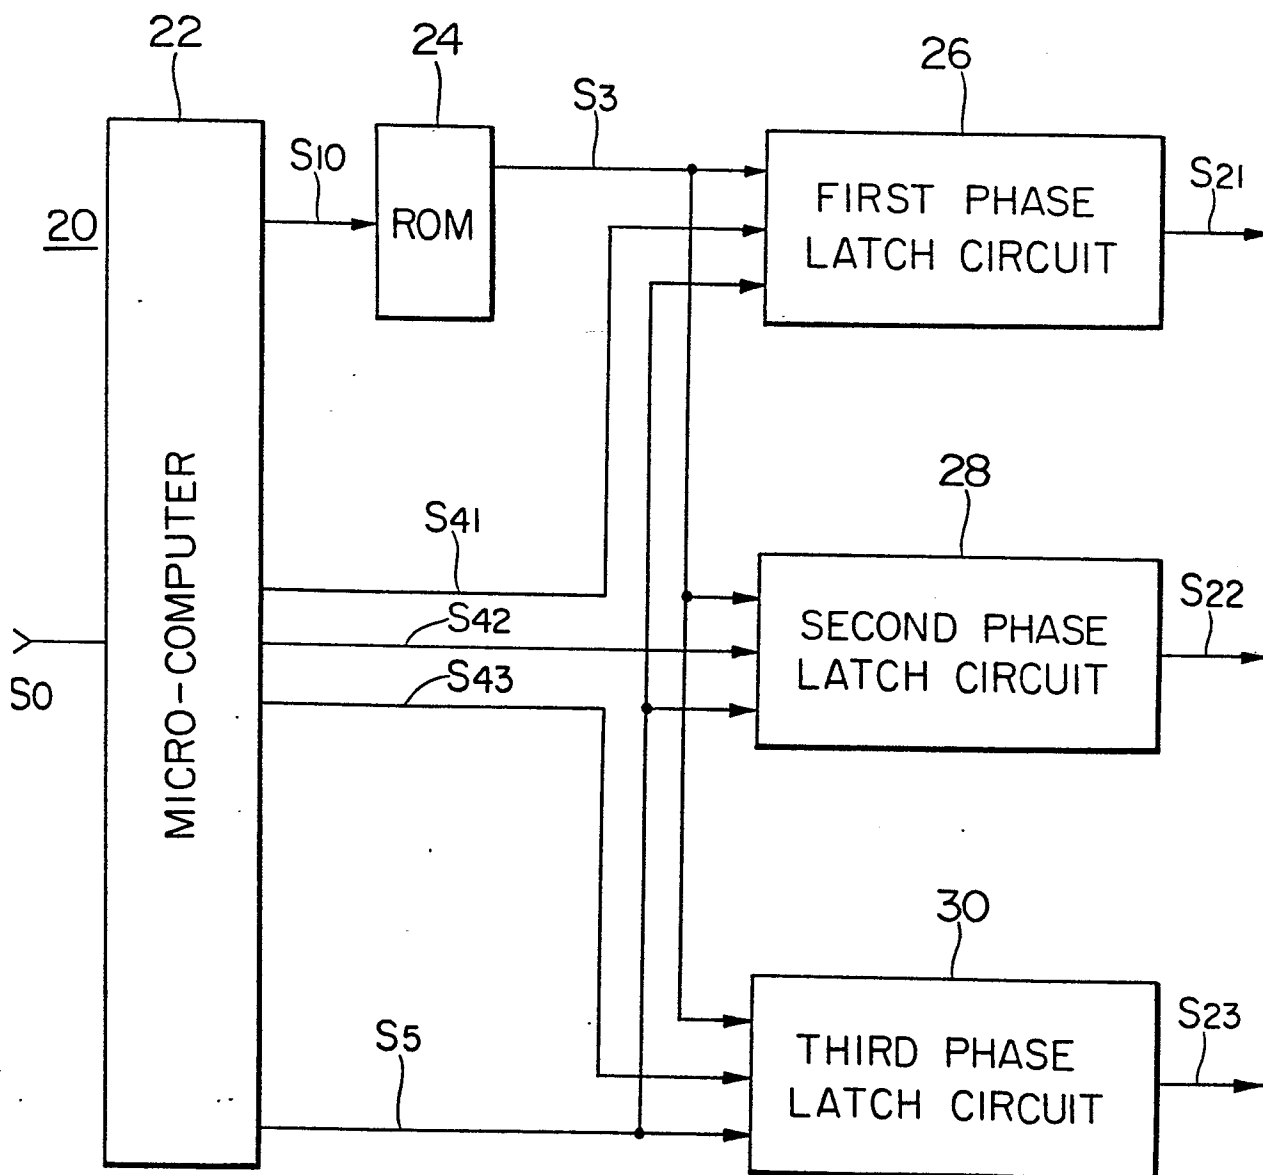 22
24
26
S3
S10
S21
20
ROM
FIRST PHASE
LATCH CIRCUIT
28
S41
S22
S42
SECOND PHASE
LATCH CIRCUIT
S43
S0
MICRO-COMPUTER
30
S23
S5
THIRD PHASE
LATCH CIRCUIT